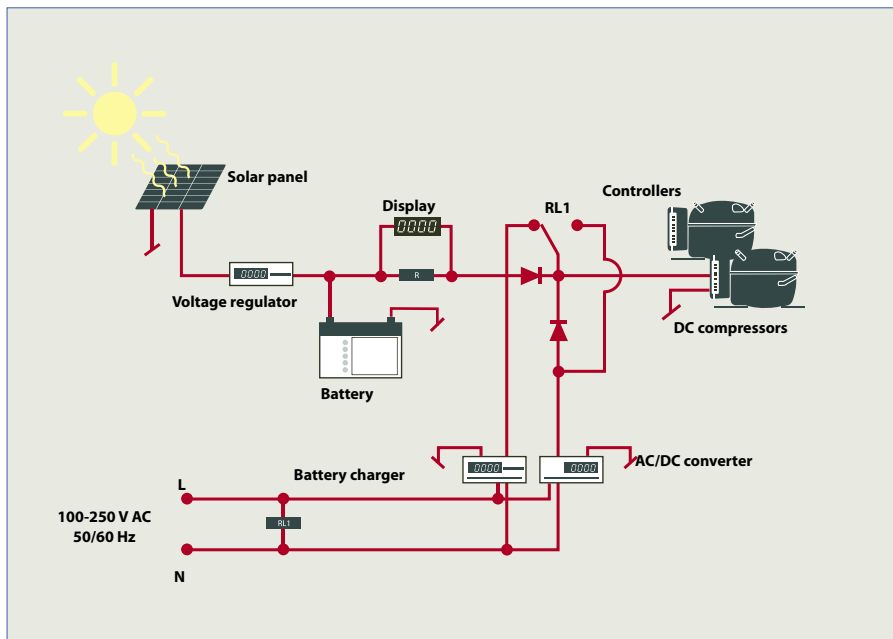 Solar panel
Controllers
Display
RL1
0000
0000
R
Voltage regulator
DC compressors
Battery
0000
0000
Battery charger
AC/DC converter
L
100-250 V AC
50/60 Hz
RL1
N